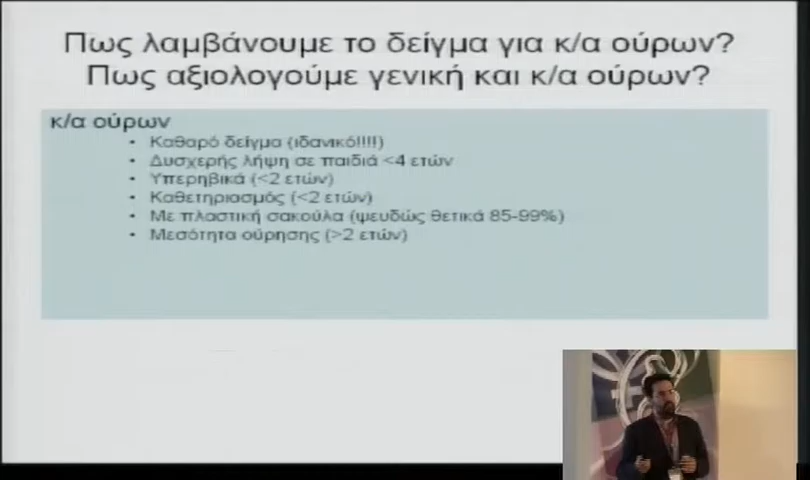 Πως λαμβάνουμε το δείγμα για κ/α ούρων?
Πως αξιολογούμε γενική και κ/α ούρων?
κ/α ούρων
• Καθαρό δείγμα (ιδανικό!!!!)
• Δυσχερής λήψη σε παιδιά <4 ετών
• Υπερηβικά (<2 ετών)
• Καθετηριασμός (<2 ετών)
• Με πλαστική σακούλα (ψευδώς θετικά 85-99%)
• Μεσότητα ούρησης (>2 ετών)